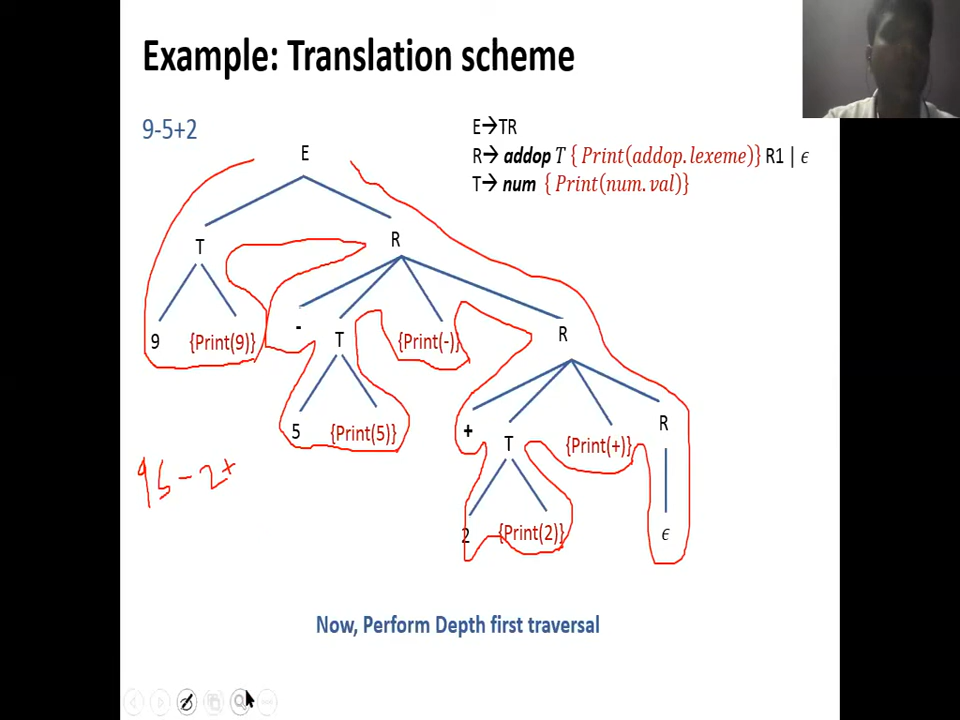 Example: Translation scheme
9-5+2
E→TR
R→ addop T { Print(addop.lexeme)} R1 | ϵ
T→ num { Print(num.val)}
E
T R
9 {Print(9)} - T {Print(-)} R
5 {Print(5)} + T {Print(+)} R
2 {Print(2)} ϵ
95-2+
Now, Perform Depth first traversal